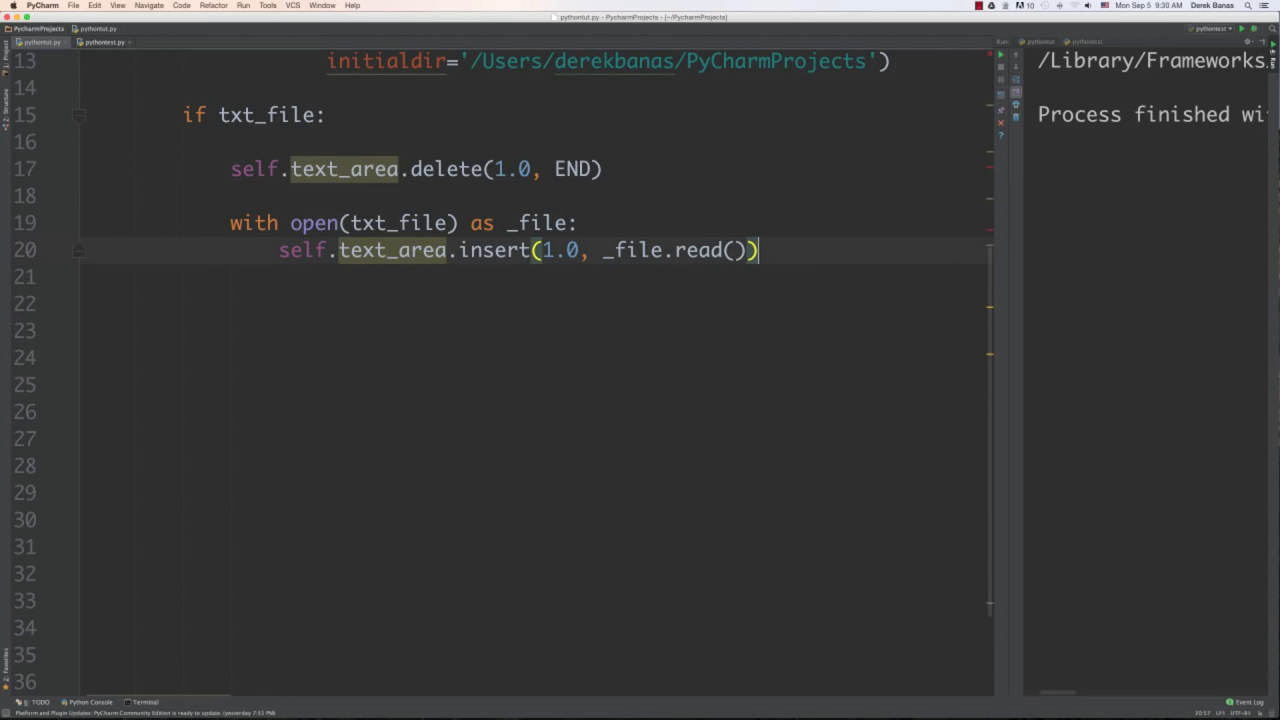 PyCharm File Edit View Navigate Code Refactor Run Tools VCS Window Help 10 Mon Sep 5 9:30 AM Derek Banas
pythontut.py - PycharmProjects - [~/PycharmProjects]
PycharmProjects pythontut.py pythontest
pythontut.py pythontest.py Run: pythontut pythontest
13 initialdir='/Users/derekbanas/PyCharmProjects') /Library/Frameworks
14
15 if txt_file: Process finished wi
16
17 self.text_area.delete(1.0, END)
18
19 with open(txt_file) as _file:
20 self.text_area.insert(1.0, _file.read())
21
22
23
24
25
26
27
28
29
30
31
32
33
34
35
36
1: Project
7: Structure
2: Favorites
6: TODO Python Console Terminal Event Log
Platform and Plugin Updates: PyCharm Community Edition is ready to update. (yesterday 7:51 PM) 20:57 LF÷ UTF-8÷